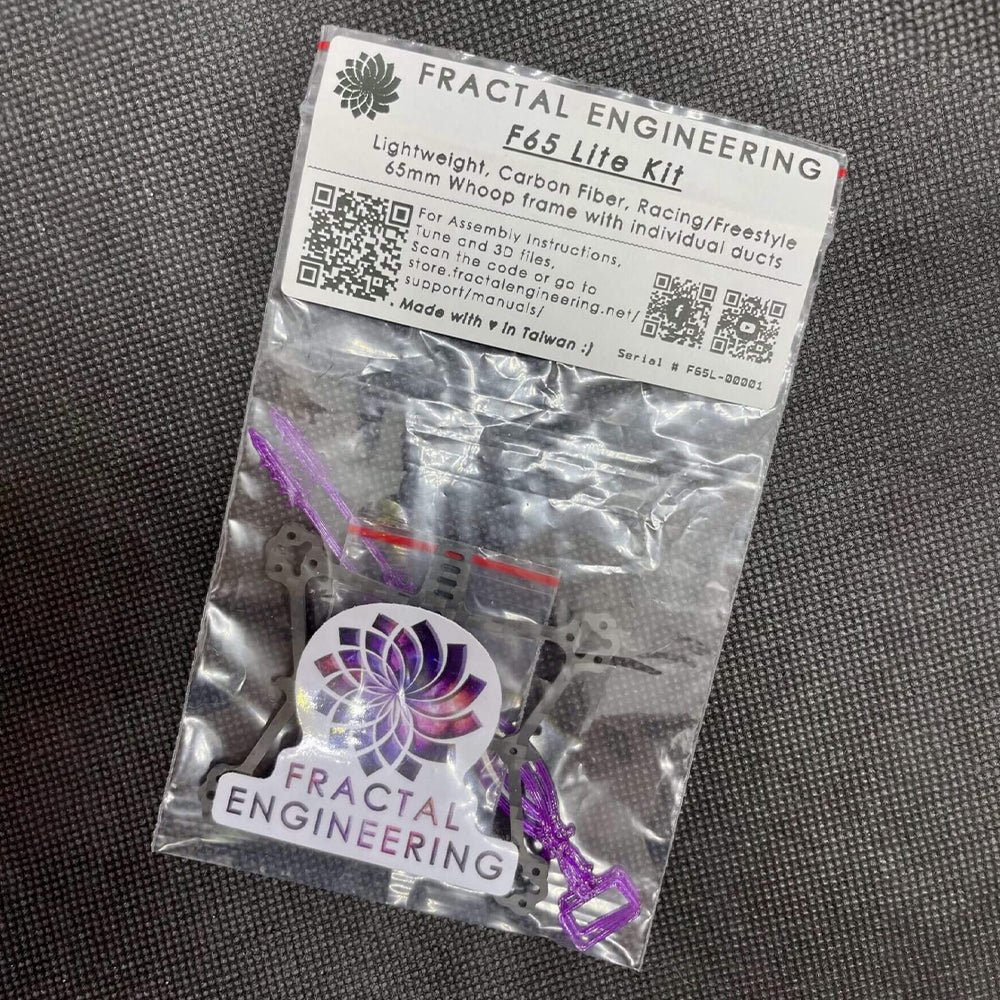 FRACTAL ENGINEERING
F65 Lite Kit
Lightweight, Carbon Fiber, Racing/Freestyle
65mm Whoop frame with individual ducts
For Assembly Instructions,
Tune and 3D files,
Scan the code or go to
store.fractalengineering.net/
support/manuals/
. Made with ♥ in Taiwan :)
Serial # F65L-00001
FRACTAL
ENGINEERING